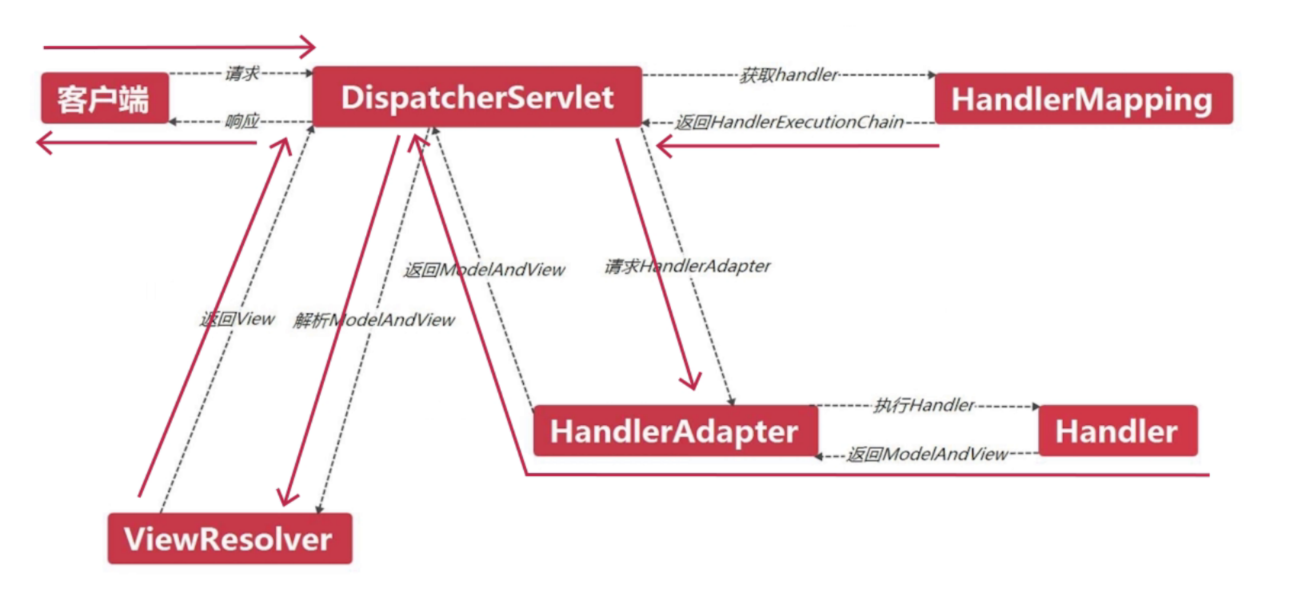 请求
获取handler
客户端
DispatcherServlet
HandlerMapping
响应
返回HandlerExecutionChain
返回ModelAndView
请求HandlerAdapter
返回View
解析ModelAndView
执行Handler
HandlerAdapter
Handler
返回ModelAndView
ViewResolver